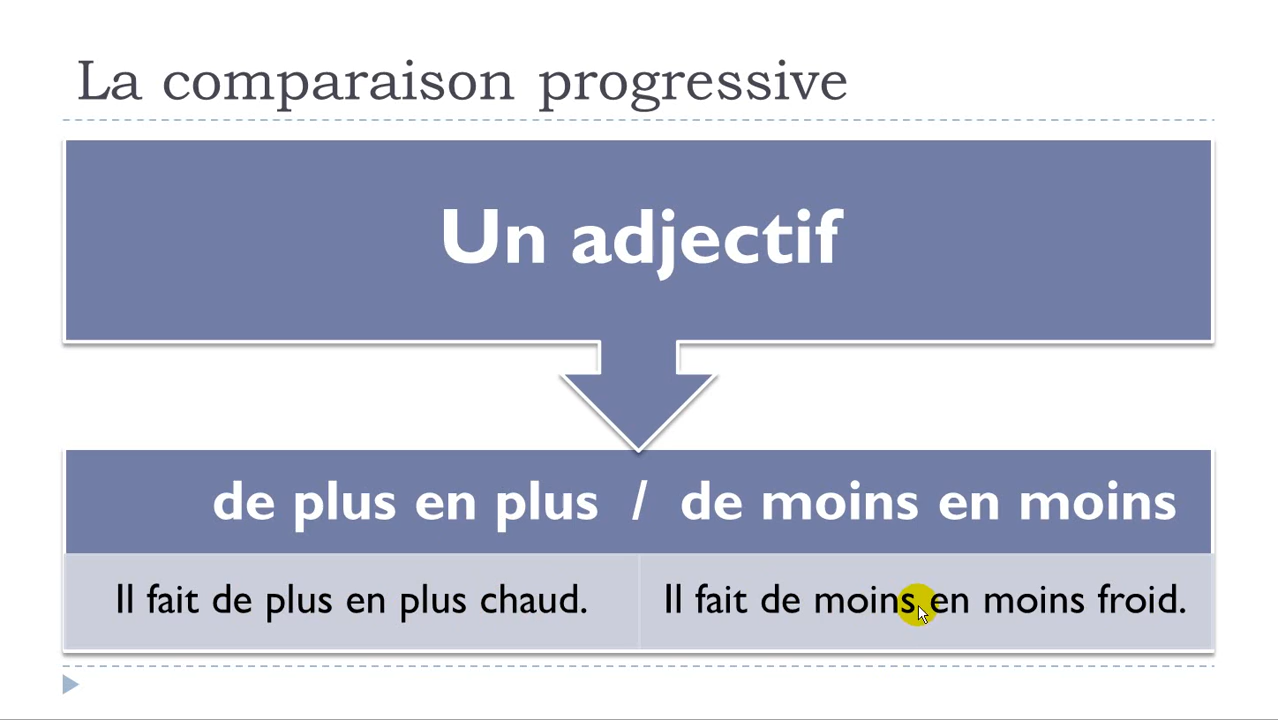 La comparaison progressive
Un adjectif
de plus en plus / de moins en moins
Il fait de plus en plus chaud.
Il fait de moins en moins froid.